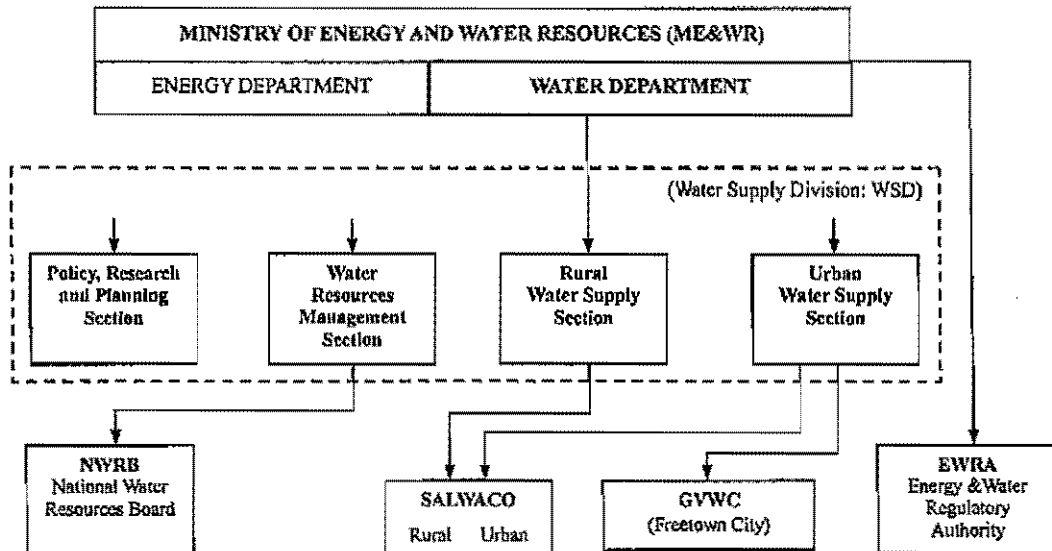 MINISTRY OF ENERGY AND WATER RESOURCES (ME&WR)
ENERGY DEPARTMENT
WATER DEPARTMENT
(Water Supply Division: WSD)
Policy, Research
and Planning
Section
Water
Resources
Management
Section
Rural
Water Supply
Section
Urban
Water Supply
Section
NWRB
National Water
Resources Board
SALWACO
Rural Urban
GVWC
(Freetown City)
EWRA
Energy &Water
Regulatory
Authority